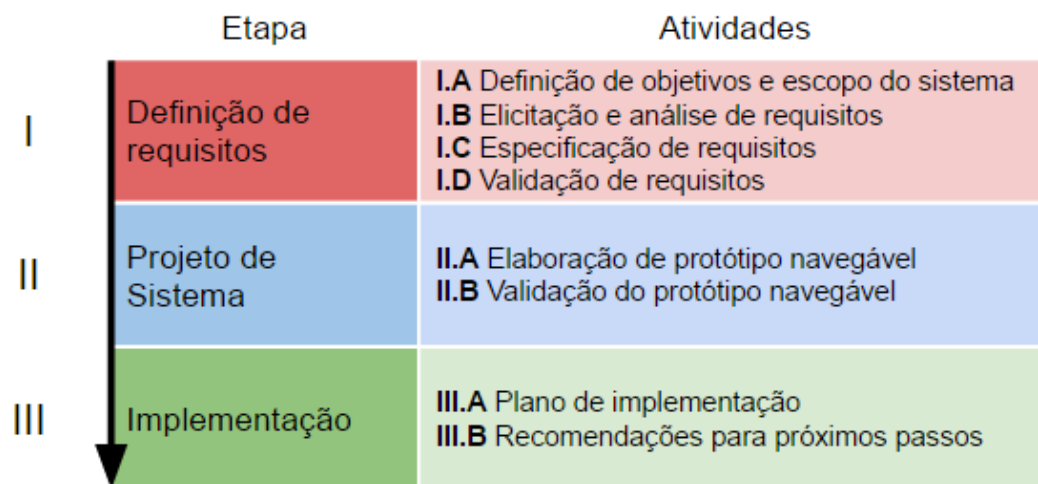 Etapa
Atividades
I
Definição de
requisitos
I.A Definição de objetivos e escopo do sistema
I.B Elicitação e análise de requisitos
I.C Especificação de requisitos
I.D Validação de requisitos
II
Projeto de
Sistema
II.A Elaboração de protótipo navegável
II.B Validação do protótipo navegável
III
Implementação
III.A Plano de implementação
III.B Recomendações para próximos passos